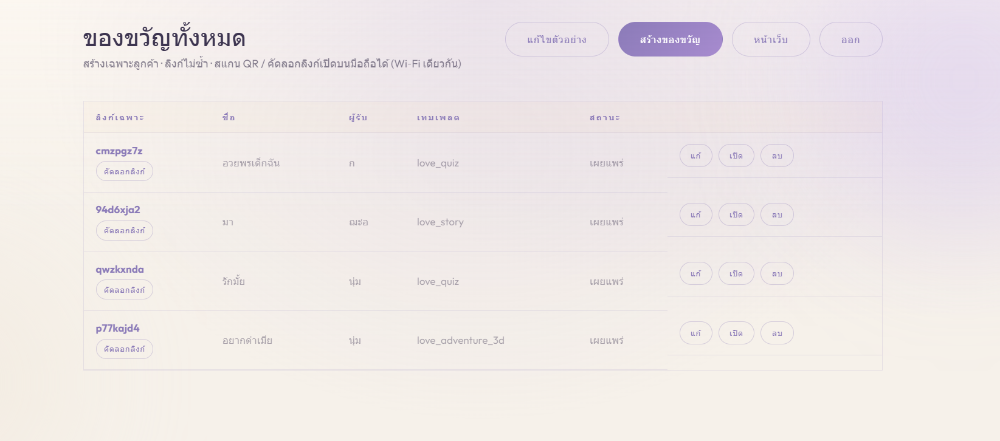 ของขวัญทั้งหมด
แก้ไขตัวอย่าง สร้างของขวัญ หน้าเว็บ ออก
สร้างเฉพาะลูกค้า · ลิงก์ไม่ซ้ำ · สแกน QR / คัดลอกลิงก์เปิดบนมือถือได้ (Wi-Fi เดียวกัน)
ลิงก์เฉพาะ ชื่อ ผู้รับ เทมเพลต สถานะ
cmzpgz7z
คัดลอกลิงก์
อวยพรเด็กฉัน ก love_quiz เผยแพร่ แก้ เปิด ลบ
94d6xja2
คัดลอกลิงก์
มา ฌะอ love_story เผยแพร่ แก้ เปิด ลบ
qwzkxnda
คัดลอกลิงก์
รักมั้ย นุ่ม love_quiz เผยแพร่ แก้ เปิด ลบ
p77kajd4
คัดลอกลิงก์
อยากด่าเมีย นุ่ม love_adventure_3d เผยแพร่ แก้ เปิด ลบ